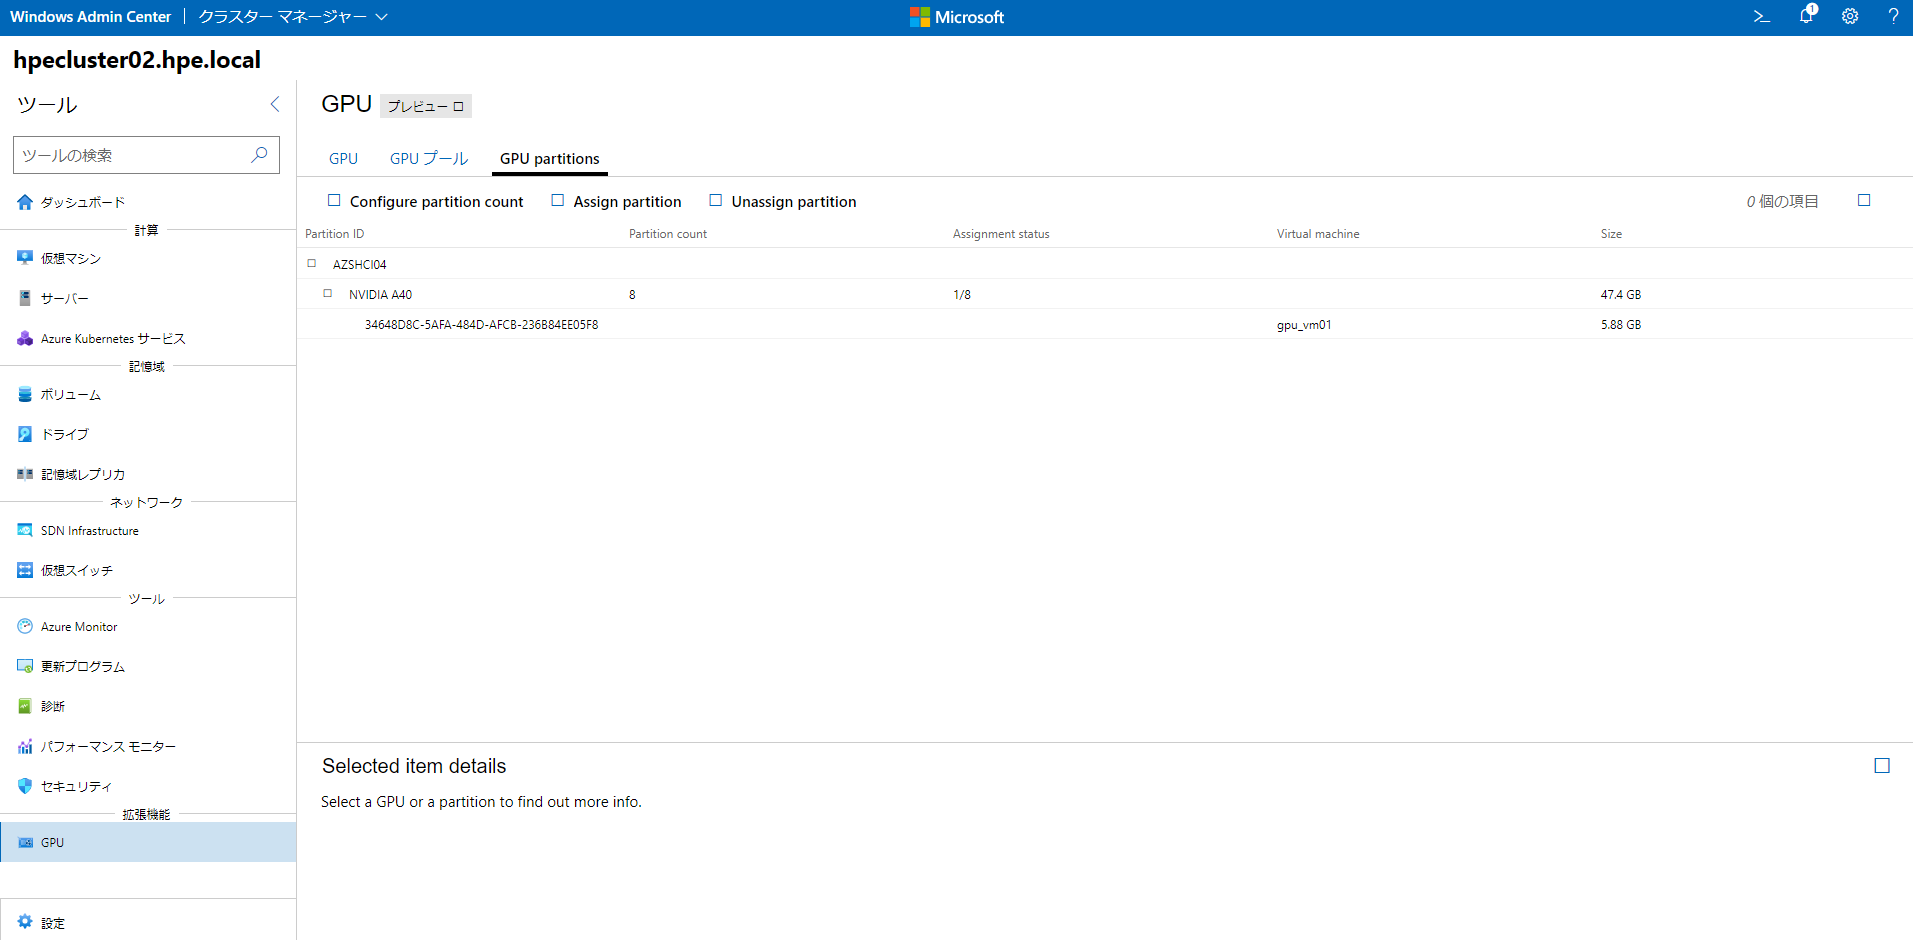 Windows Admin Center | クラスター マネージャー
Microsoft
1
hpecluster02.hpe.local
ツール
ツールの検索
ダッシュボード
計算
仮想マシン
サーバー
Azure Kubernetes サービス
記憶域
ボリューム
ドライブ
記憶域レプリカ
ネットワーク
SDN Infrastructure
仮想スイッチ
ツール
Azure Monitor
更新プログラム
診断
パフォーマンス モニター
セキュリティ
拡張機能
GPU
設定
GPU プレビュー
GPU GPU プール GPU partitions
Configure partition count Assign partition Unassign partition 0 個の項目
Partition ID Partition count Assignment status Virtual machine Size
AZSHCI04
NVIDIA A40 8 1/8 47.4 GB
34648D8C-5AFA-484D-AFCB-236B84EE05F8 gpu_vm01 5.88 GB
Selected item details
Select a GPU or a partition to find out more info.